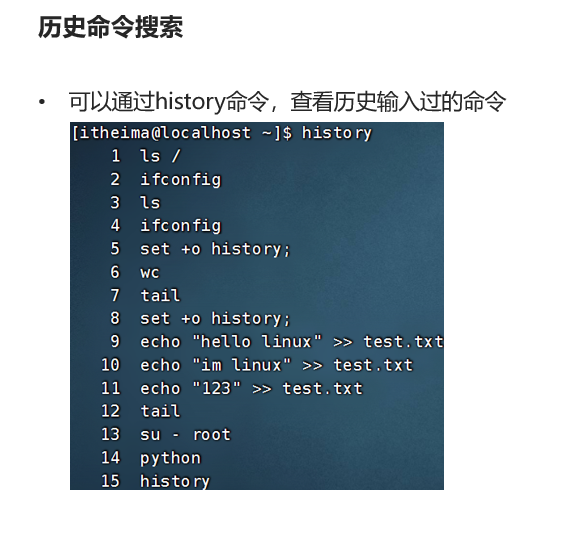 历史命令搜索
• 可以通过history命令，查看历史输入过的命令
[itheima@localhost ~]$ history
1 ls /
2 ifconfig
3 ls
4 ifconfig
5 set +o history;
6 wc
7 tail
8 set +o history;
9 echo "hello linux" >> test.txt
10 echo "im linux" >> test.txt
11 echo "123" >> test.txt
12 tail
13 su - root
14 python
15 history